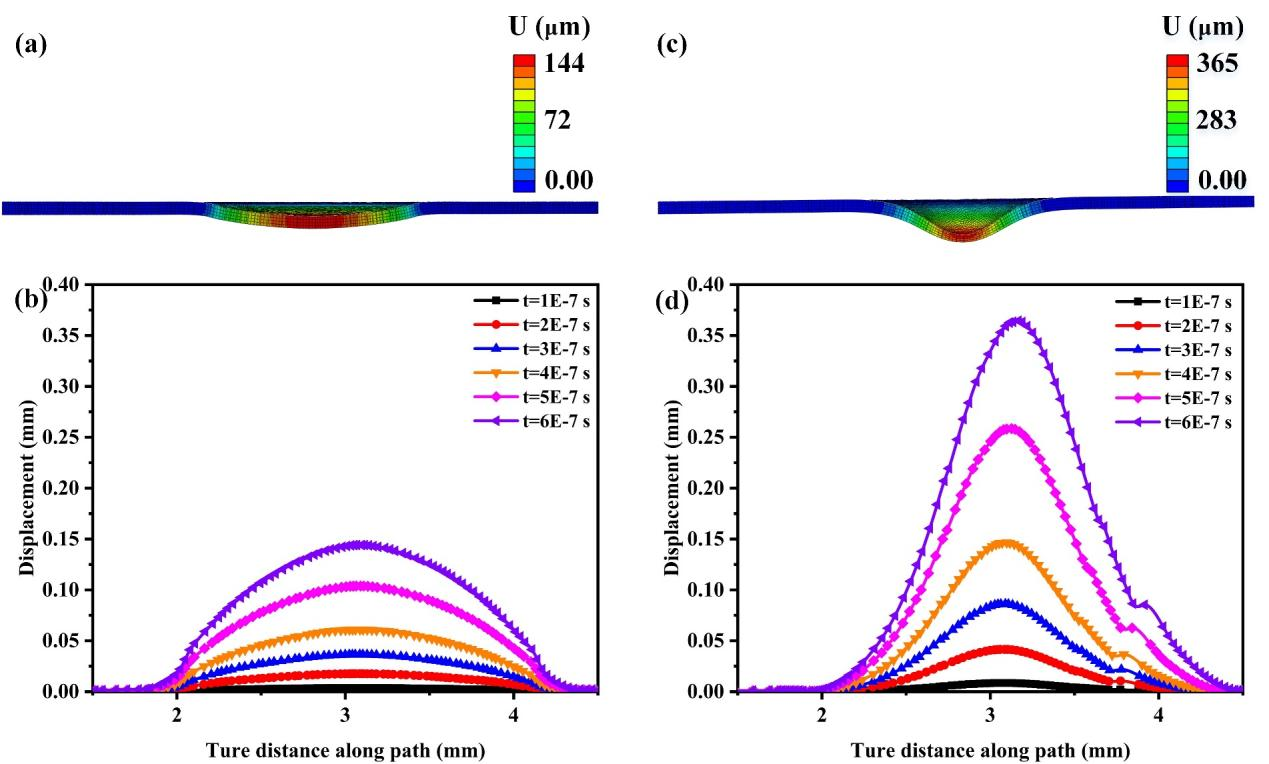 (a)
U (μm)
144
72
0.00
(c)
U (μm)
365
283
0.00
(b)
0.40
0.35
0.30
0.25
0.20
0.15
0.10
0.05
0.00
Displacement (mm)
t=1E-7 s
t=2E-7 s
t=3E-7 s
t=4E-7 s
t=5E-7 s
t=6E-7 s
2 3 4
Ture distance along path (mm)
(d)
0.40
0.35
0.30
0.25
0.20
0.15
0.10
0.05
0.00
Displacement (mm)
t=1E-7 s
t=2E-7 s
t=3E-7 s
t=4E-7 s
t=5E-7 s
t=6E-7 s
2 3 4
Ture distance along path (mm)